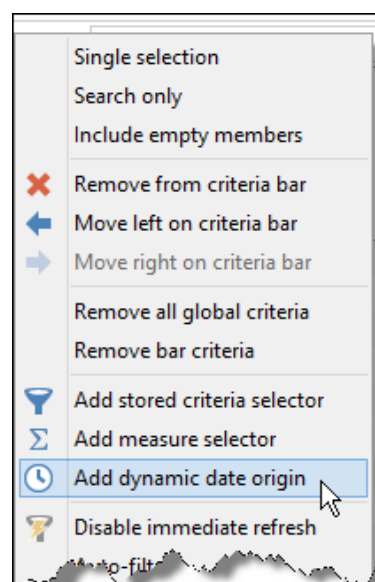 Single selection
Search only
Include empty members
Remove from criteria bar
Move left on criteria bar
Move right on criteria bar
Remove all global criteria
Remove bar criteria
Add stored criteria selector
Add measure selector
Add dynamic date origin
Disable immediate refresh